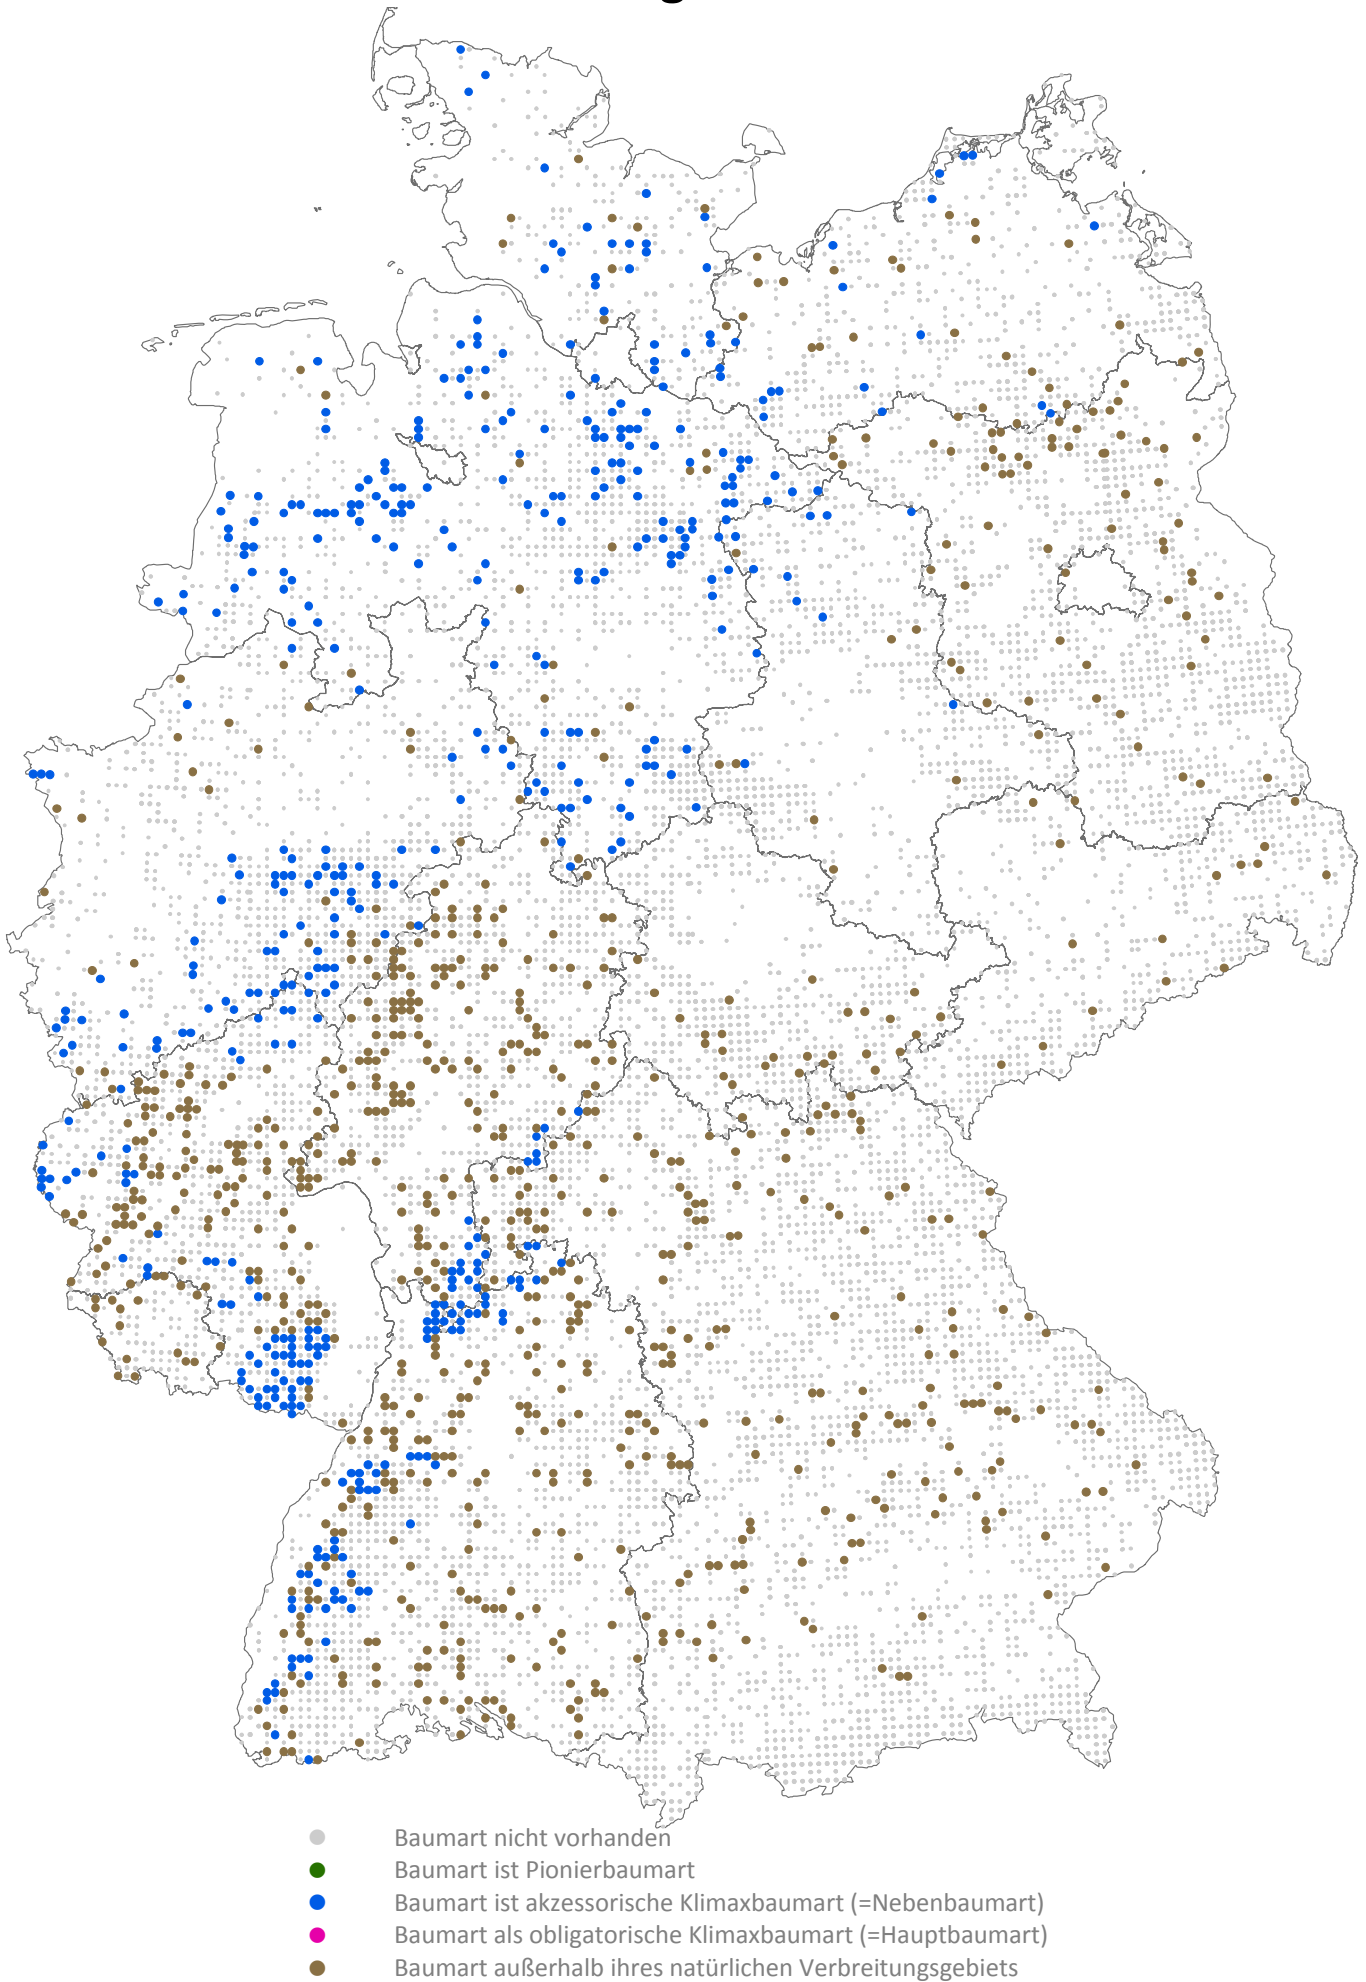 Baumart nicht vorhanden
Baumart ist Pionierbaumart
Baumart ist akzessorische Klimaxbaumart (=Nebenbaumart)
Baumart als obligatorische Klimaxbaumart (=Hauptbaumart)
Baumart außerhalb ihres natürlichen Verbreitungsgebiets